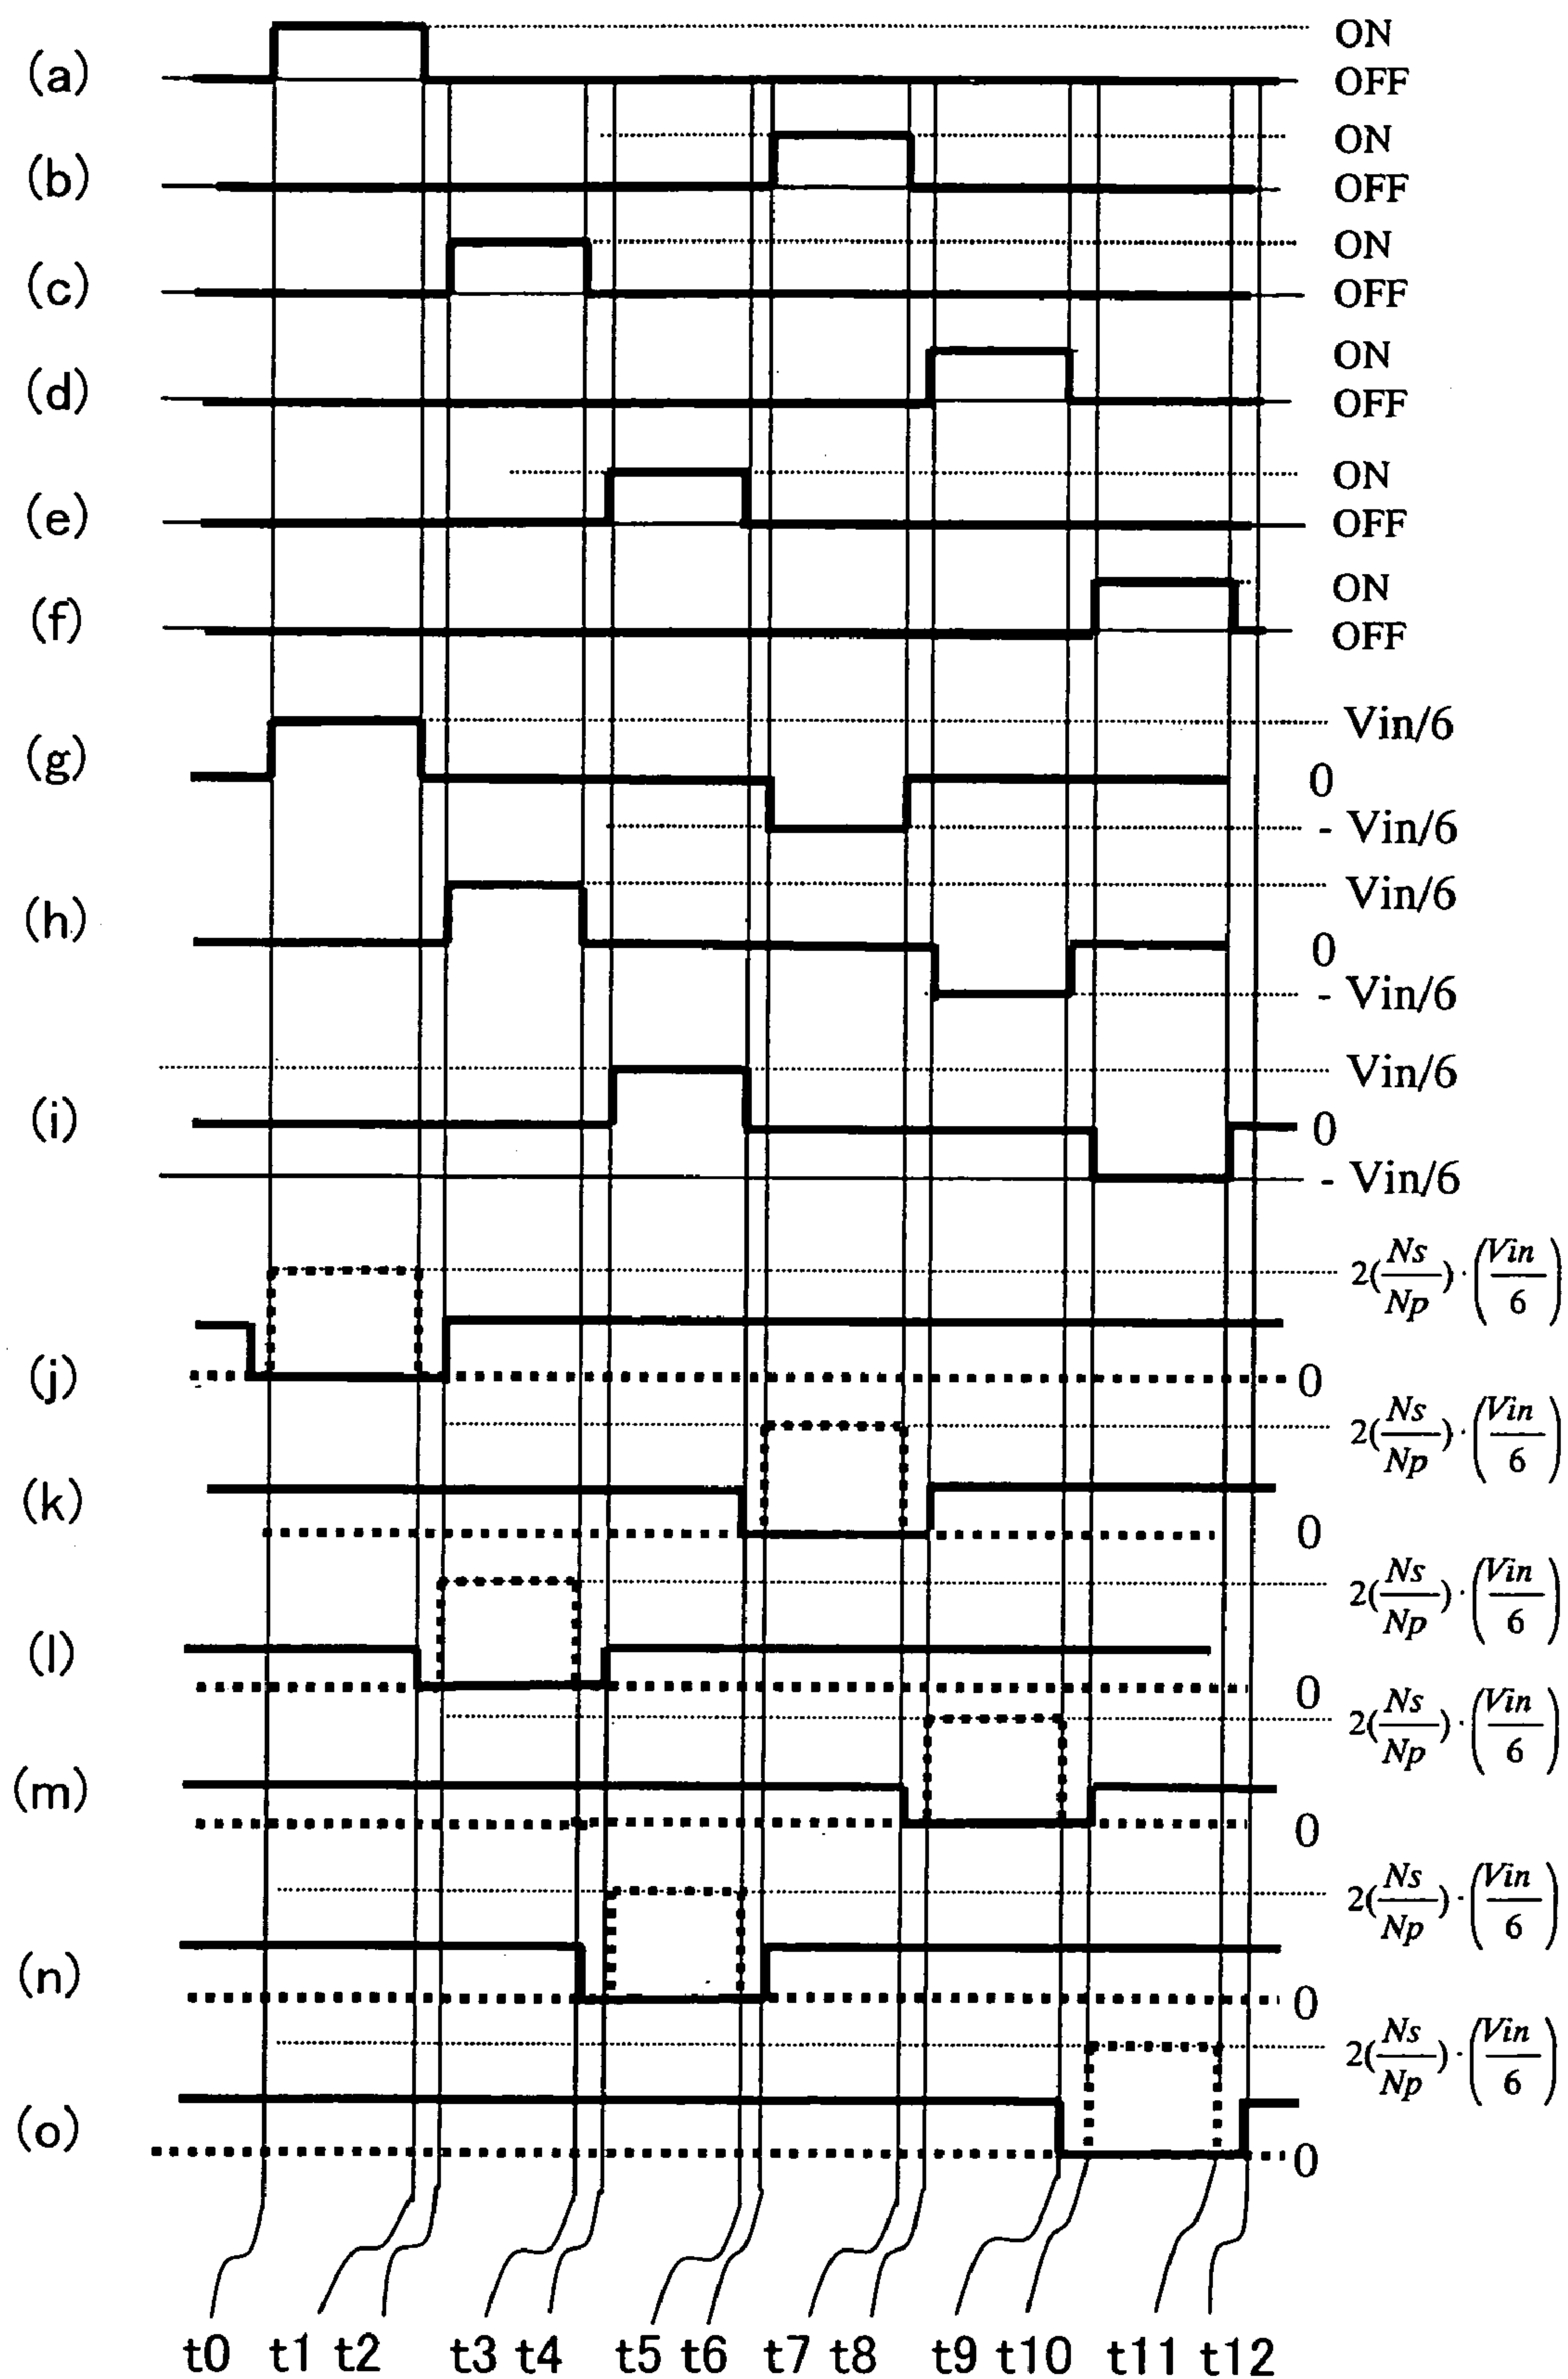 ON
(a)
OFF
ON
(b)
OFF
ON
(c)
OFF
ON
(d)
OFF
ON
(e)
OFF
ON
(f)
OFF
Vin/6
(g)
0
- Vin/6
Vin/6
(h)
0
- Vin/6
Vin/6
(i)
0
- Vin/6
2(Ns/Np)·(Vin/6)
(j)
0
2(Ns/Np)·(Vin/6)
(k)
0
2(Ns/Np)·(Vin/6)
(l)
0
2(Ns/Np)·(Vin/6)
(m)
0
2(Ns/Np)·(Vin/6)
(n)
0
2(Ns/Np)·(Vin/6)
(o)
0
t0 t1 t2 t3 t4 t5 t6 t7 t8 t9 t10 t11 t12